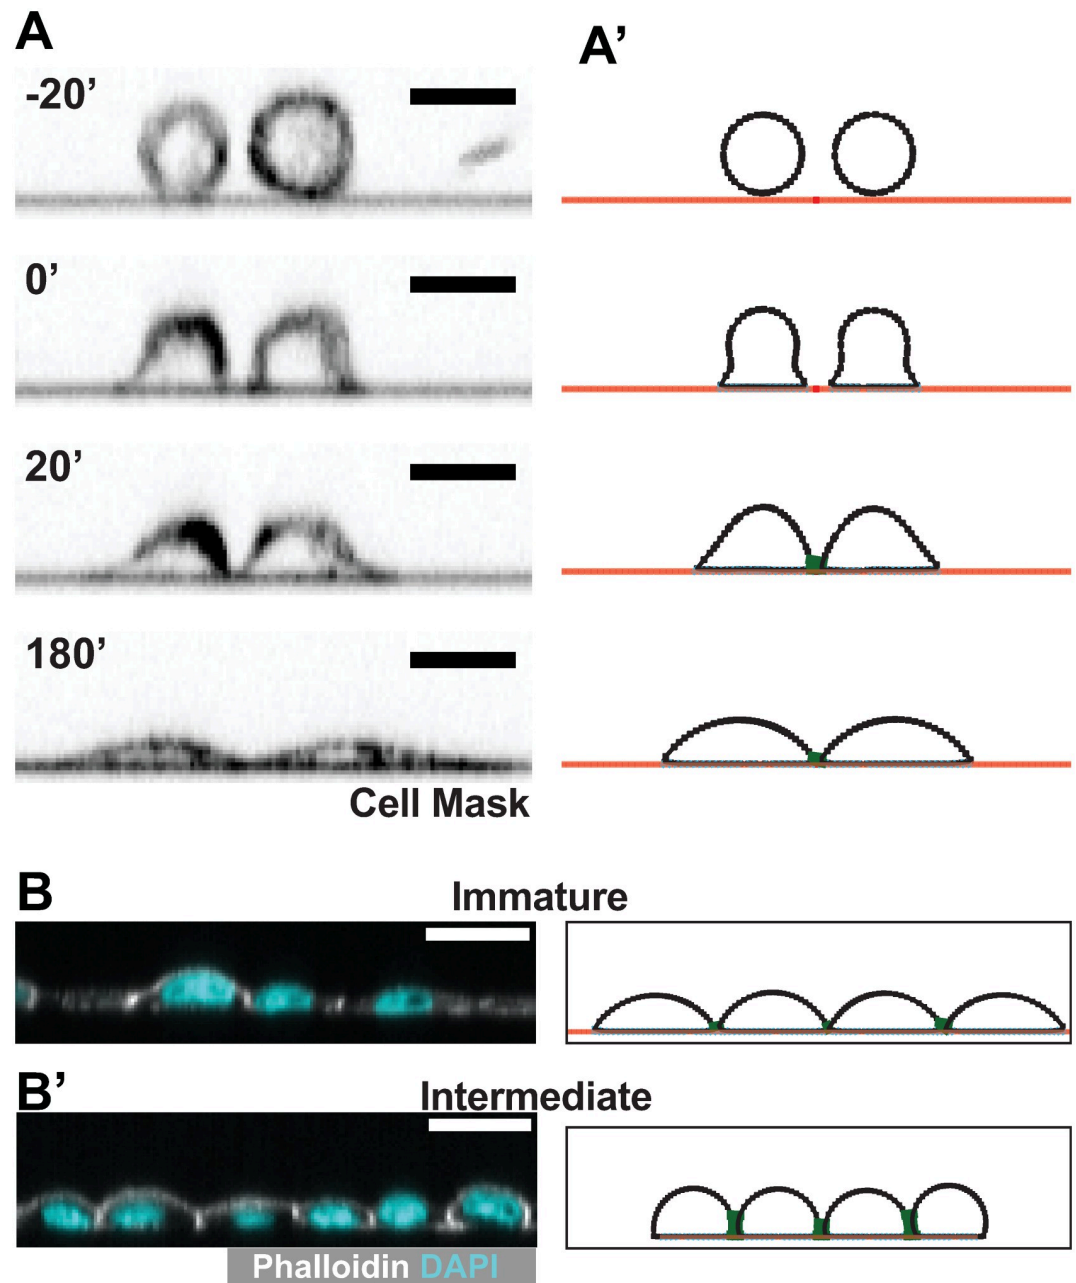 A
A’
-20’
0’
20’
180’
Cell Mask
B
Immature
B’
Intermediate
Phalloidin DAPI